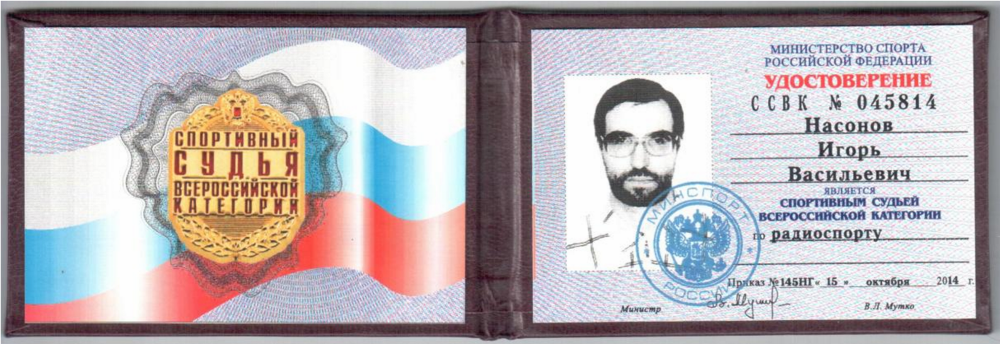 СПОРТИВНЫЙ
СУДЬЯ
ВСЕРОССИЙСКОЙ
КАТЕГОРИИ
МИНИСТЕРСТВО СПОРТА
РОССИЙСКОЙ ФЕДЕРАЦИИ
УДОСТОВЕРЕНИЕ
ССВК № 045814
Насонов
Игорь
Васильевич
ЯВЛЯЕТСЯ
СПОРТИВНЫМ СУДЬЕЙ
ВСЕРОССИЙСКОЙ КАТЕГОРИИ
по радиоспорту
МИНСПОРТ
РОССИИ
Приказ №145НГ« 15 » октября 2014 г.
Министр
В.Л. Мутко